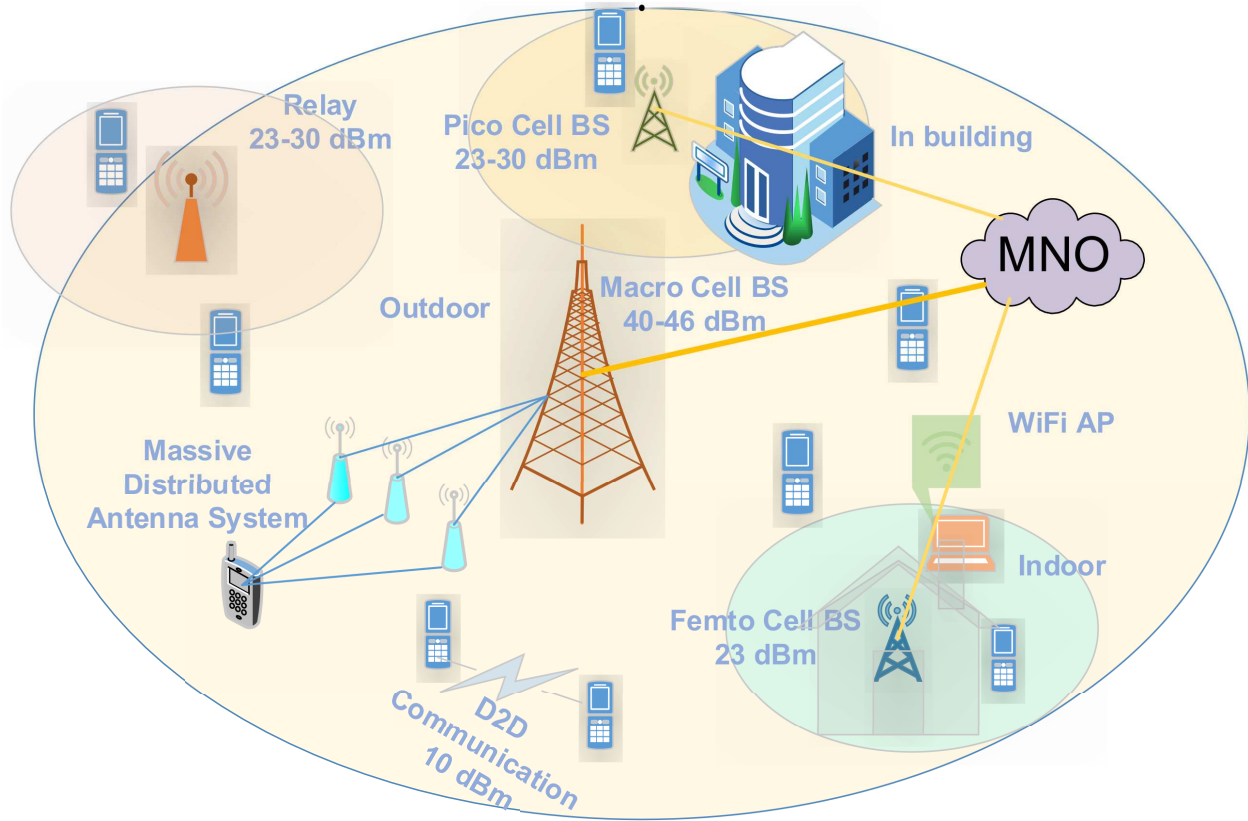 Relay
23-30 dBm
Pico Cell BS
23-30 dBm
In building
MNO
Outdoor
Macro Cell BS
40-46 dBm
WiFi AP
Massive
Distributed
Antenna System
Indoor
Femto Cell BS
23 dBm
D2D
Communication
10 dBm